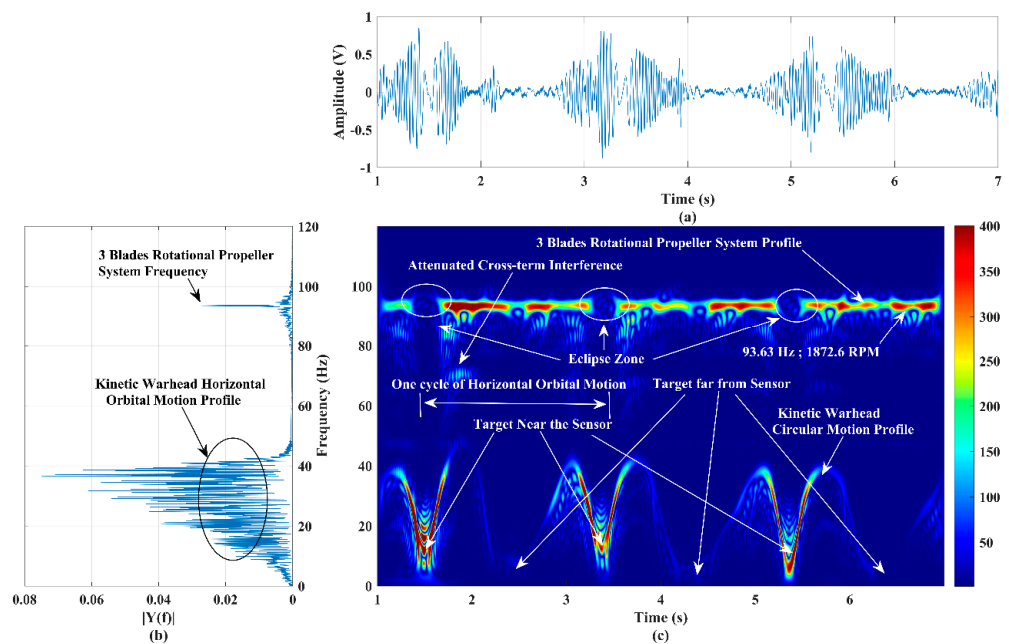 1
0.5
0
-0.5
-1
Amplitude (V)
1 2 3 4 5 6 7
Time (s)
(a)
120
100
80
60
40
20
0
Frequency (Hz)
3 Blades Rotational Propeller
System Frequency
Kinetic Warhead Horizontal
Orbital Motion Profile
0.08 0.06 0.04 0.02 0
|Y(f)|
(b)
120
100
80
60
40
20
0
3 Blades Rotational Propeller System Profile
Attenuated Cross-term Interference
Eclipse Zone
93.63 Hz ; 1872.6 RPM
One cycle of Horizontal Orbital Motion
Target far from Sensor
Target Near the Sensor
Kinetic Warhead
Circular Motion Profile
1 2 3 4 5 6
Time (s)
(c)
400
350
300
250
200
150
100
50